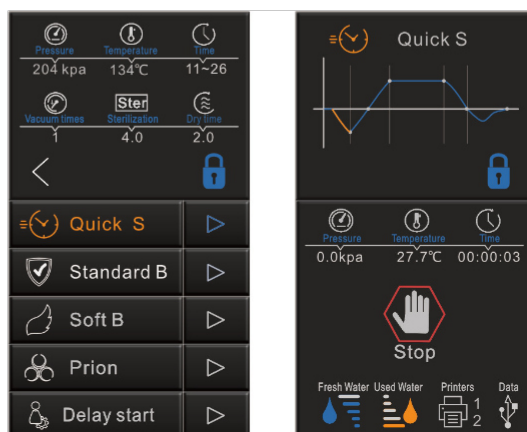 Pressure Temperature Time
204 kpa 134℃ 11~26
Ster
Vacuum times Sterilization Dry time
1 4.0 2.0
Quick S
Standard B
Soft B
Prion
Delay start
Quick S
Pressure Temperature Time
0.0kpa 27.7℃ 00:00:03
Stop
Fresh Water Used Water Printers Data
1
2